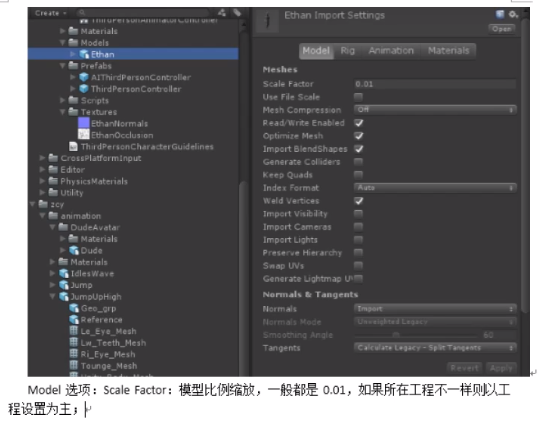 Create
Ethan Import Settings
ThirdPersonAnimatorController
Open
Materials
Models
Ethan
Model Rig Animation Materials
Prefabs
Meshes
AIThirdPersonController
Scale Factor 0.01
ThirdPersonController
Use File Scale
Scripts
Mesh Compression Off
Textures
Read/Write Enabled
EthanNormals
Optimize Mesh
EthanOcclusion
Import BlendShapes
ThirdPersonCharacterGuidelines
Generate Colliders
CrossPlatformInput
Keep Quads
Editor
Index Format Auto
PhysicsMaterials
Weld Vertices
Utility
zcy
Import Visibility
animation
Import Cameras
DudeAvatar
Import Lights
Materials
Preserve Hierarchy
Dude
Swap UVs
Materials
Generate Lightmap UV
IdlesWave
Jump
Normals & Tangents
JumpUpHigh
Normals Import
Geo_grp
Normals Mode Unweighted Legacy
Reference
Smoothing Angle 60
Le_Eye_Mesh
Tangents Calculate Legacy - Split Tangents
Lw_Teeth_Mesh
Ri_Eye_Mesh
Revert Apply
Tounge_Mesh
Model 选项：Scale Factor：模型比例缩放，一般都是 0.01，如果所在工程不一样则以工
程设置为主；